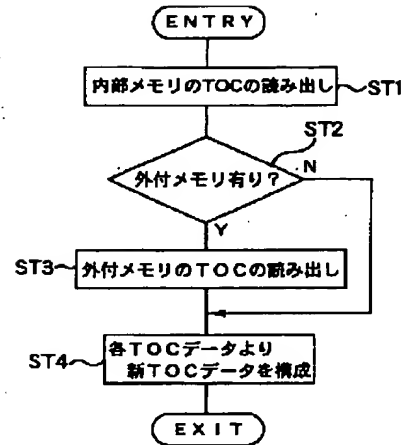 ENTRY
内部メモリのTOCの読み出し
ST1
ST2
外付メモリ有り?
N
Y
ST3
外付メモリのTOCの読み出し
ST4
各TOCデータより
新TOCデータを構成
EXIT